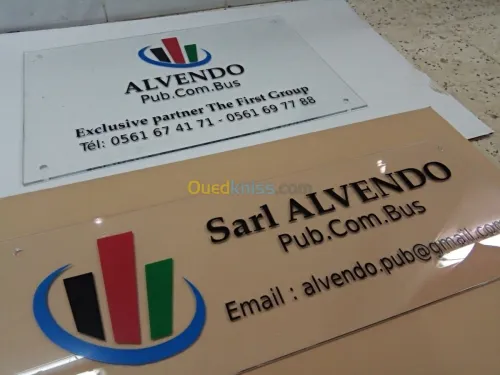 ALVENDO
Pub.Com.Bus
Exclusive partner The First Group
Tél: 0561 67 41 71 - 0561 69 77 88
Ouedkniss.com
Sarl ALVENDO
Pub.Com.Bus
Email : alvendo.pub@gmail.com